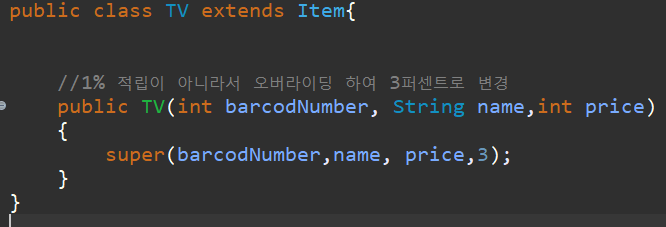 public class TV extends Item{
//1% 적립이 아니라서 오버라이딩 하여 3퍼센트로 변경
public TV(int barcodNumber, String name,int price)
{
super(barcodNumber,name, price,3);
}
}